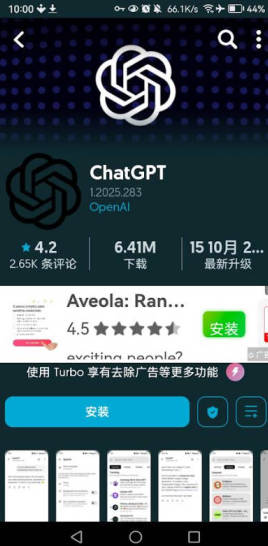 10:00 66.1K/s 44%
ChatGPT
1.2025.283
OpenAI
4.2 6.41M 15 10月 2...
2.65K 条评论 下载 最新升级
Aveola: Ran...
4.5 安装
exciting people?
使用 Turbo 享有去除广告等更多功能
安装